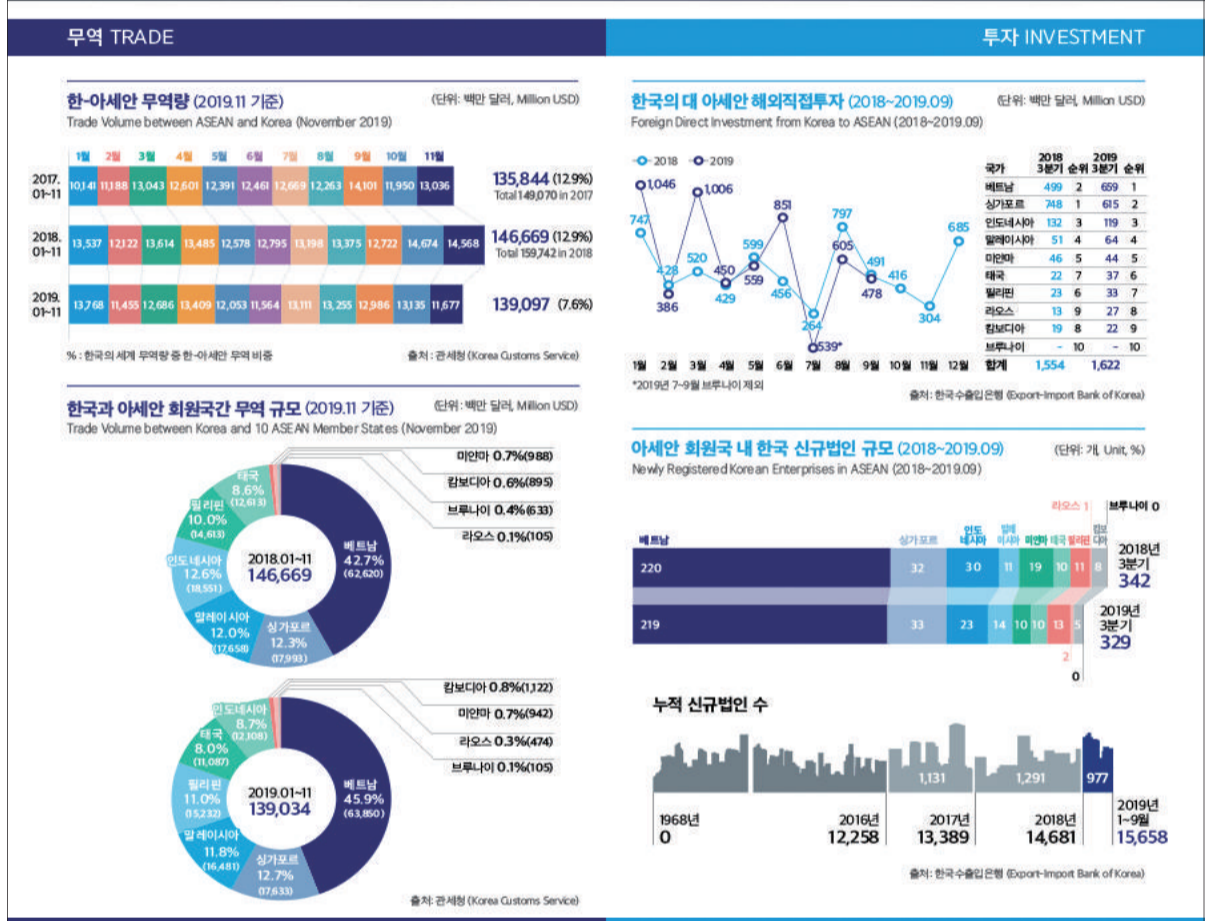 무역 TRADE
한-아세안 무역량 (2019.11 기준)
(단위: 백만 달러, Million USD)
Trade Volume between ASEAN and Korea (November 2019)
1월 2월 3월 4월 5월 6월 7월 8월 9월 10월 11월
2017. 01~11
10,141 11,188 13,043 12,601 12,391 12,461 12,669 12,263 14,101 11,950 13,036
135,844 (12.9%)
Total 149,070 in 2017
2018. 01~11
13,537 12,122 13,614 13,485 12,578 12,795 13,198 13,375 12,722 14,674 14,568
146,669 (12.9%)
Total 159,742 in 2018
2019. 01~11
13,768 11,455 12,686 13,409 12,053 11,564 13,111 13,255 12,986 13,135 11,677
139,097 (7.6%)
% : 한국의 세계 무역량 중 한-아세안 무역 비중
출처 : 관세청 (Korea Customs Service)
한국과 아세안 회원국간 무역 규모 (2019.11 기준)
(단위: 백만 달러, Million USD)
Trade Volume between Korea and 10 ASEAN Member States (November 2019)
2018.01~11
146,669
베트남
42.7%
(62,620)
싱가포르
12.3%
(17,993)
말레이시아
12.0%
(17,658)
인도네시아
12.6%
(18,551)
필리핀
10.0%
(14,613)
태국
8.6%
(12,613)
미얀마 0.7%(988)
캄보디아 0.6%(895)
브루나이 0.4%(633)
라오스 0.1%(105)
2019.01~11
139,034
베트남
45.9%
(63,850)
싱가포르
12.7%
(17,633)
말레이시아
11.8%
(16,481)
필리핀
11.0%
(15,232)
태국
8.0%
(11,087)
인도네시아
8.7%
(12,108)
캄보디아 0.8%(1,122)
미얀마 0.7%(942)
라오스 0.3%(474)
브루나이 0.1%(105)
출처: 관세청 (Korea Customs Service)
투자 INVESTMENT
한국의 대 아세안 해외직접투자 (2018~2019.09)
(단위: 백만 달러, Million USD)
Foreign Direct Investment from Korea to ASEAN (2018~2019.09)
2018 2019
1,046
747
428
386
1,006
520
450
429
599
559
851
456
264
539*
797
605
491
478
416
304
685
1월 2월 3월 4월 5월 6월 7월 8월 9월 10월 11월 12월
*2019년 7~9월 브루나이 제외
국가 2018 3분기 순위 2019 3분기 순위
베트남 499 2 659 1
싱가포르 748 1 615 2
인도네시아 132 3 119 3
말레이시아 51 4 64 4
미얀마 46 5 44 5
태국 22 7 37 6
필리핀 23 6 33 7
라오스 13 9 27 8
캄보디아 19 8 22 9
브루나이 - 10 - 10
합계 1,554 1,622
출처: 한국수출입은행 (Export-Import Bank of Korea)
아세안 회원국 내 한국 신규법인 규모 (2018~2019.09)
(단위: 개, Unit, %)
Newly Registered Korean Enterprises in ASEAN (2018~2019.09)
라오스 1
브루나이 0
베트남 싱가포르 인도네시아 말레이시아 미얀마 태국 필리핀 캄보디아
220 32 30 11 19 10 11 8
2018년
3분기
342
219 33 23 14 10 10 13 5
2
0
2019년
3분기
329
누적 신규법인 수
1,131
1,291
977
1968년
0
2016년
12,258
2017년
13,389
2018년
14,681
2019년
1~9월
15,658
출처: 한국수출입은행 (Export-Import Bank of Korea)